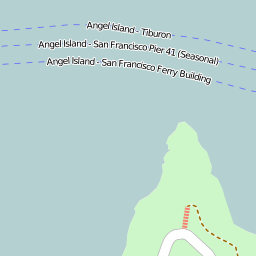 Angel Island - Tiburon
Angel Island - San Francisco Pier 41 (Seasonal)
Angel Island - San Francisco Ferry Building